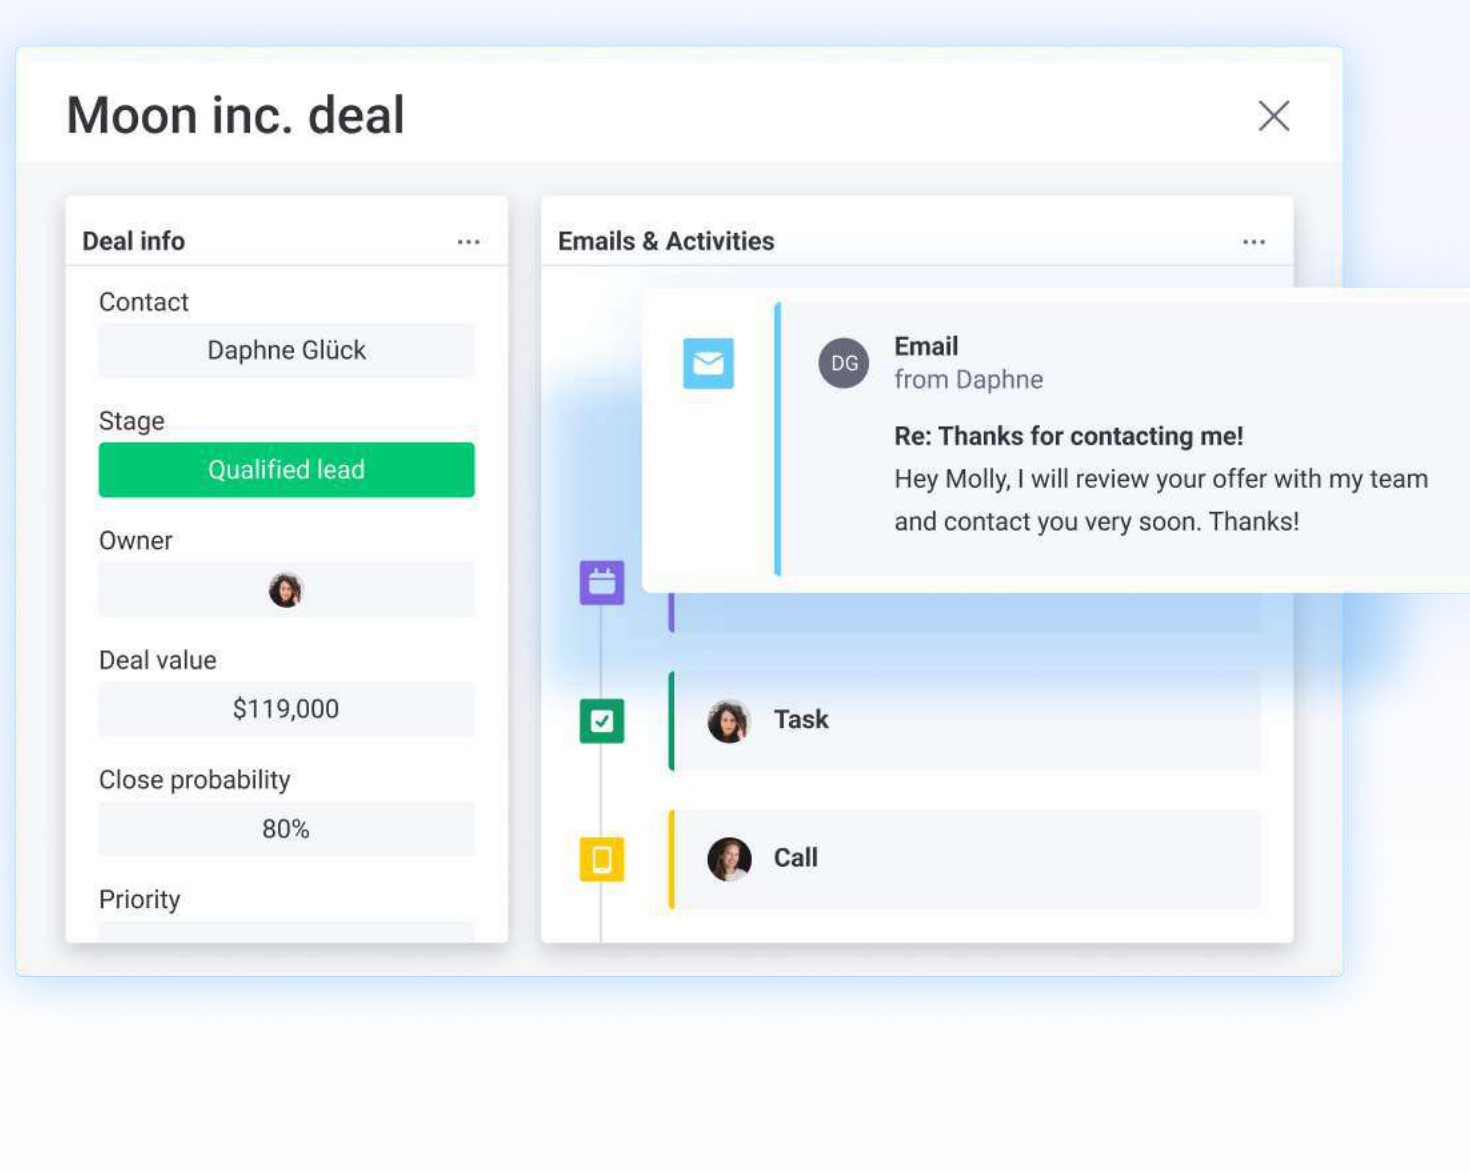 Moon inc. deal
Deal info
Contact
Daphne Glück
Stage
Qualified lead
Owner
Deal value
$119,000
Close probability
80%
Priority
Emails & Activities
DG
Email
from Daphne
Re: Thanks for contacting me!
Hey Molly, I will review your offer with my team
and contact you very soon. Thanks!
Task
Call